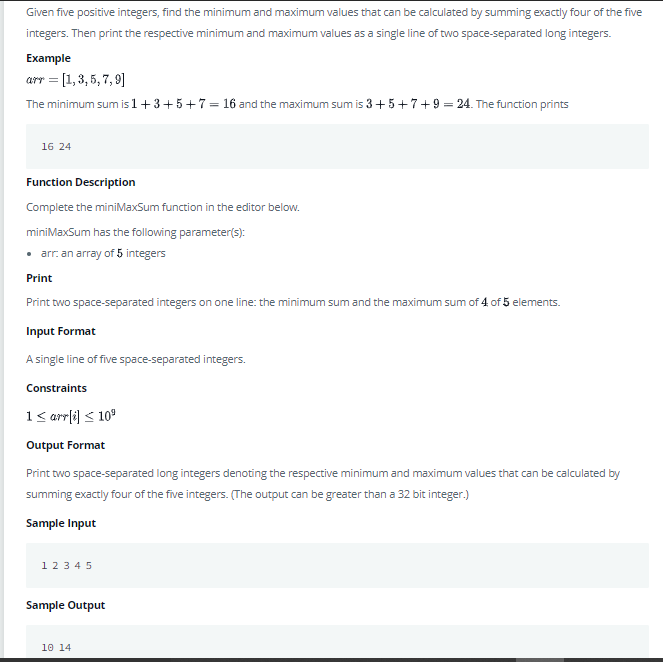 Given five positive integers, find the minimum and maximum values that can be calculated by summing exactly four of the five
integers. Then print the respective minimum and maximum values as a single line of two space-separated long integers.
Example
arr = [1, 3, 5, 7, 9]
The minimum sum is 1 + 3 + 5 + 7 = 16 and the maximum sum is 3 + 5 + 7 + 9 = 24. The function prints
16 24
Function Description
Complete the miniMaxSum function in the editor below.
miniMaxSum has the following parameter(s):
• arr: an array of 5 integers
Print
Print two space-separated integers on one line: the minimum sum and the maximum sum of 4 of 5 elements.
Input Format
A single line of five space-separated integers.
Constraints
1 ≤ arr[i] ≤ 10⁹
Output Format
Print two space-separated long integers denoting the respective minimum and maximum values that can be calculated by
summing exactly four of the five integers. (The output can be greater than a 32 bit integer.)
Sample Input
1 2 3 4 5
Sample Output
10 14